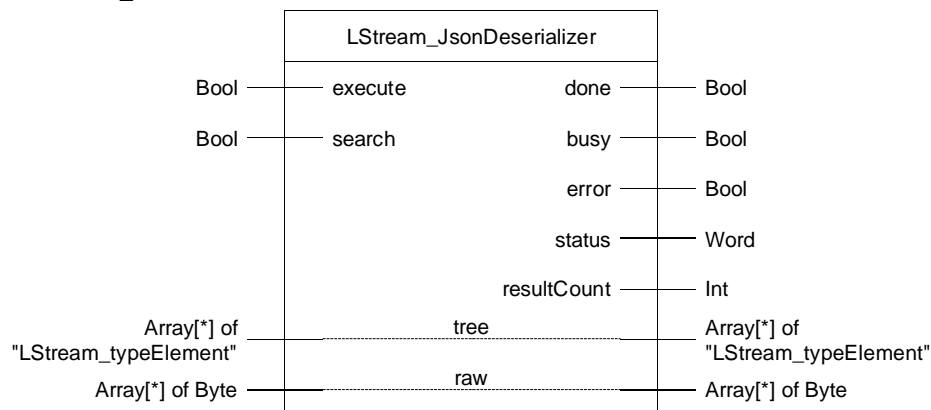 LStream_JsonDeserializer
Bool execute done Bool
Bool search busy Bool
error Bool
status Word
resultCount Int
Array[*] of tree Array[*] of
"LStream_typeElement" "LStream_typeElement"
Array[*] of Byte raw Array[*] of Byte